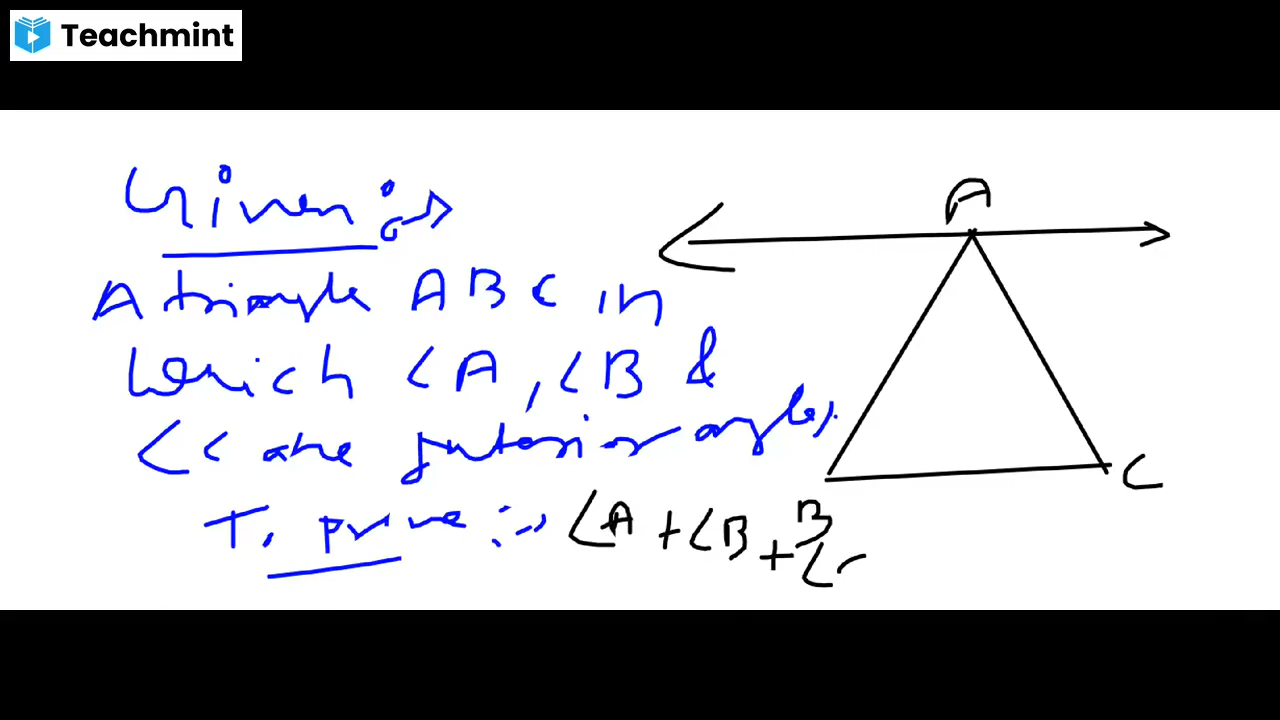 Teachmint
Given :→
A triangle ABC in
which ∠A, ∠B &
∠C are interior angles.
To prove :→ ∠A + ∠B + ∠C
A
B
C